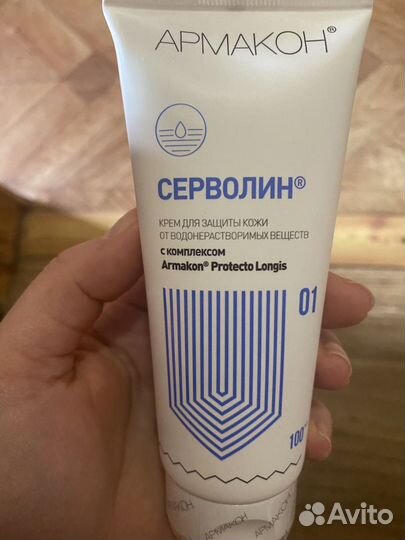 АРМАКОН®
СЕРВОЛИН®
КРЕМ ДЛЯ ЗАЩИТЫ КОЖИ
ОТ ВОДОНЕРАСТВОРИМЫХ ВЕЩЕСТВ
С КОМПЛЕКСОМ
Armakon® Protecto Longis
01
100
АРМАКОН®
Avito